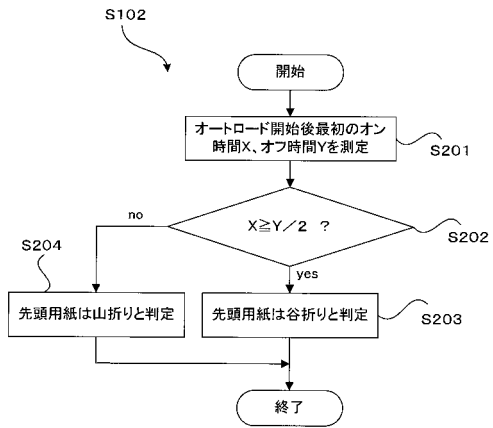 S102
開始
オートロード開始後最初のオン
時間X、オフ時間Yを測定
S201
X≧Y/2 ?
S202
no
yes
S204
先頭用紙は山折りと判定
先頭用紙は谷折りと判定
S203
終了